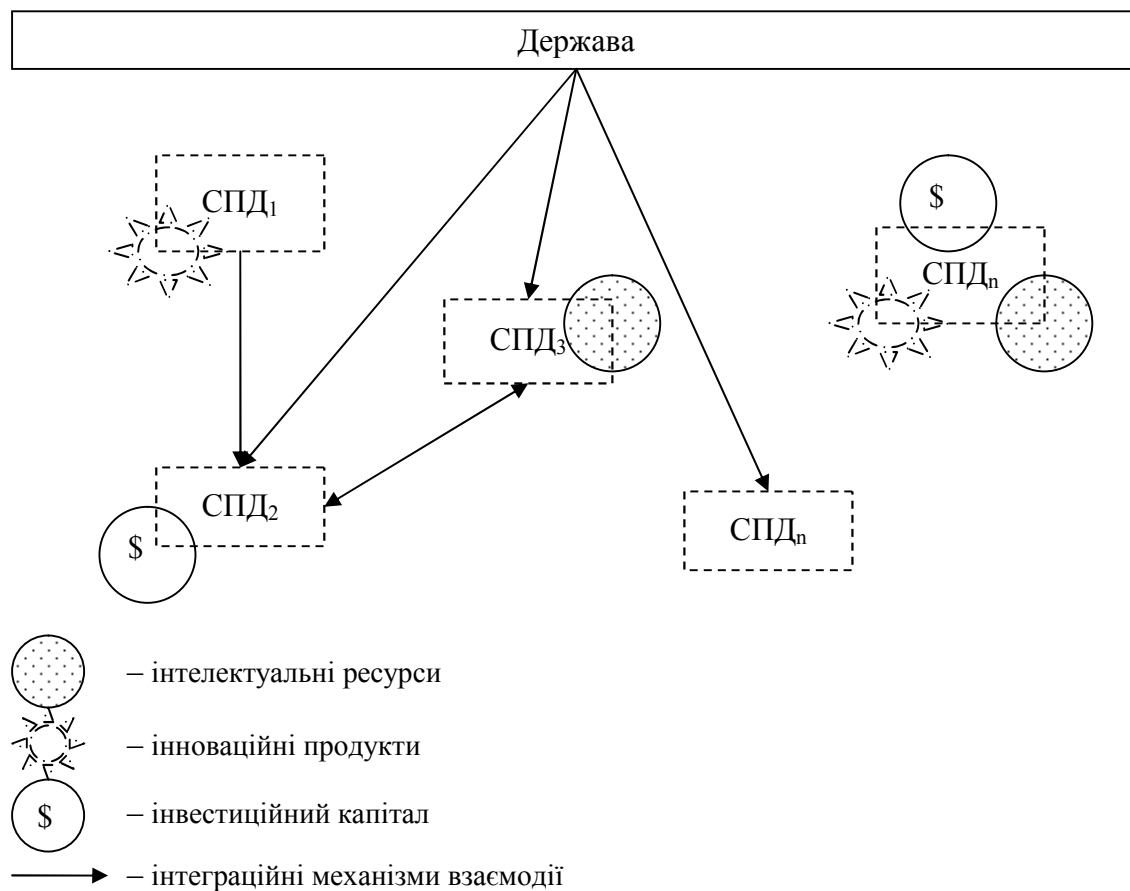 Держава
СПД₁
$
СПДₙ
СПД₃
СПД₂
$
СПДₙ
– інтелектуальні ресурси
– інноваційні продукти
$ – інвестиційний капітал
– інтеграційні механізми взаємодії